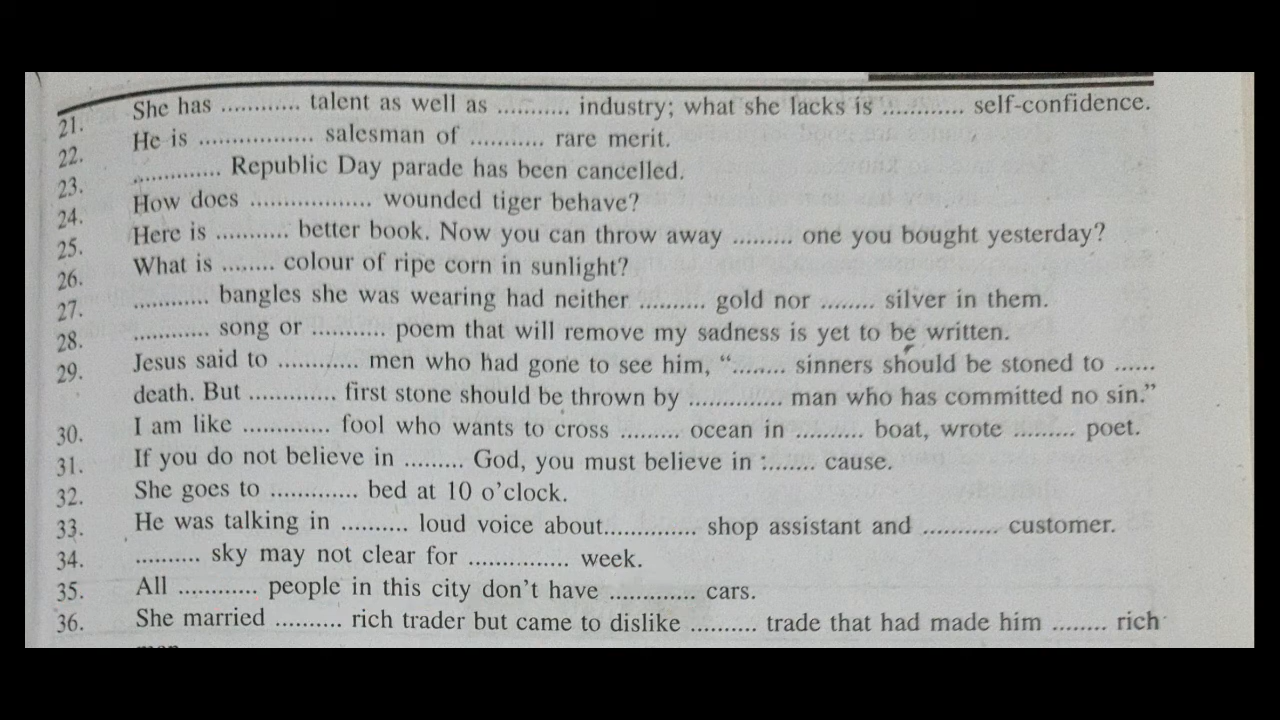 21. She has ............ talent as well as ........... industry; what she lacks is ............. self-confidence.
22. He is ................. salesman of ........... rare merit.
23. .............. Republic Day parade has been cancelled.
24. How does .................. wounded tiger behave?
25. Here is ........... better book. Now you can throw away ......... one you bought yesterday?
26. What is ........ colour of ripe corn in sunlight?
27. ............ bangles she was wearing had neither .......... gold nor ........ silver in them.
28. ............ song or ........... poem that will remove my sadness is yet to be written.
29. Jesus said to ............ men who had gone to see him, “........ sinners should be stoned to ......
death. But ............. first stone should be thrown by .............. man who has committed no sin.”
30. I am like ............. fool who wants to cross ......... ocean in .......... boat, wrote ......... poet.
31. If you do not believe in ......... God, you must believe in :....... cause.
32. She goes to ............. bed at 10 o’clock.
33. He was talking in .......... loud voice about.............. shop assistant and ........... customer.
34. .......... sky may not clear for ............... week.
35. All ............ people in this city don’t have ............. cars.
36. She married .......... rich trader but came to dislike .......... trade that had made him ........ rich